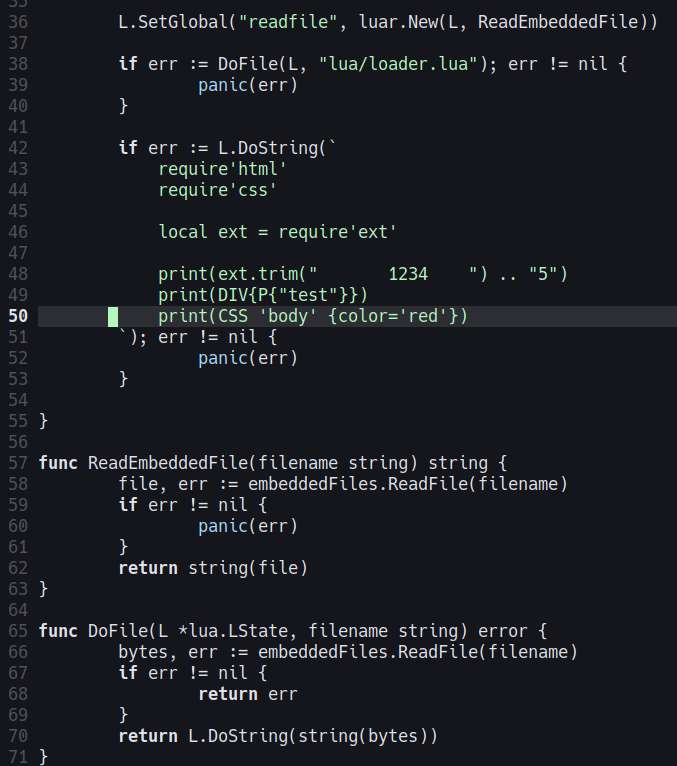 35
36 L.SetGlobal("readfile", luar.New(L, ReadEmbeddedFile))
37
38 if err := DoFile(L, "lua/loader.lua"); err != nil {
39 panic(err)
40 }
41
42 if err := L.DoString(`
43 require'html'
44 require'css'
45
46 local ext = require'ext'
47
48 print(ext.trim("       1234    ") .. "5")
49 print(DIV{P{"test"}})
50 print(CSS 'body' {color='red'})
51 `); err != nil {
52 panic(err)
53 }
54
55 }
56
57 func ReadEmbeddedFile(filename string) string {
58 file, err := embeddedFiles.ReadFile(filename)
59 if err != nil {
60 panic(err)
61 }
62 return string(file)
63 }
64
65 func DoFile(L *lua.LState, filename string) error {
66 bytes, err := embeddedFiles.ReadFile(filename)
67 if err != nil {
68 return err
69 }
70 return L.DoString(string(bytes))
71 }